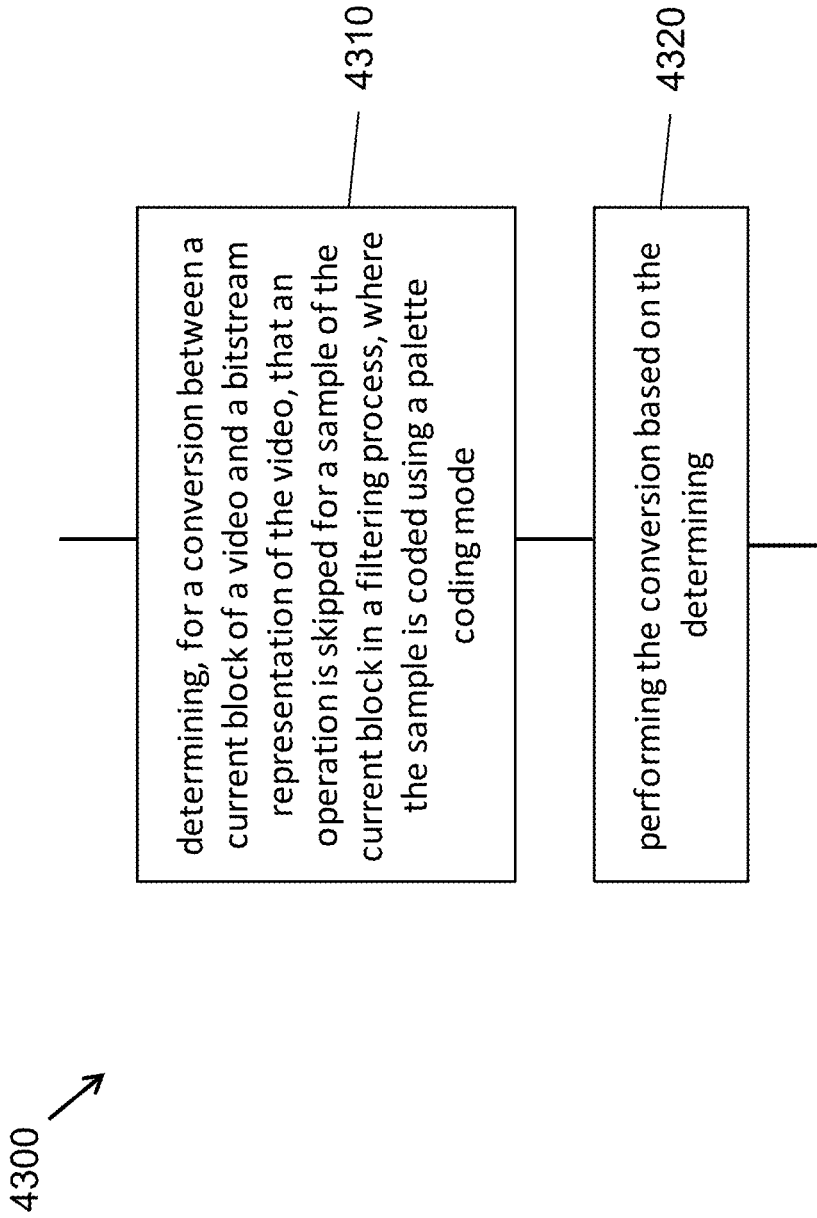 4300
determining, for a conversion between a
current block of a video and a bitstream
representation of the video, that an
operation is skipped for a sample of the
current block in a filtering process, where
the sample is coded using a palette
coding mode
4310
performing the conversion based on the
determining
4320